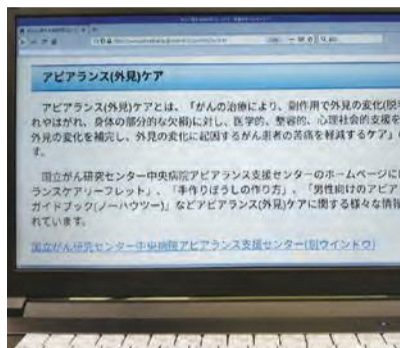 アピアランス(外見)ケア
アピアランス(外見)ケアとは、「がんの治療により、副作用で外見の変化(脱毛
れやはがれ、身体の部分的な欠損)に対し、医学的、整容的、心理社会的支援を
外見の変化を補完し、外見の変化に起因するがん患者の苦痛を軽減するケア」の
す。
国立がん研究センター中央病院アピアランス支援センターのホームページに
ランスケアリーフレット」、「手作りぼうしの作り方」、「男性向けのアピア
ガイドブック(ノーハウツー)」などアピアランス(外見)ケアに関する様々な情報
れています。
国立がん研究センター中央病院アピアランス支援センター(別ウインドウ)